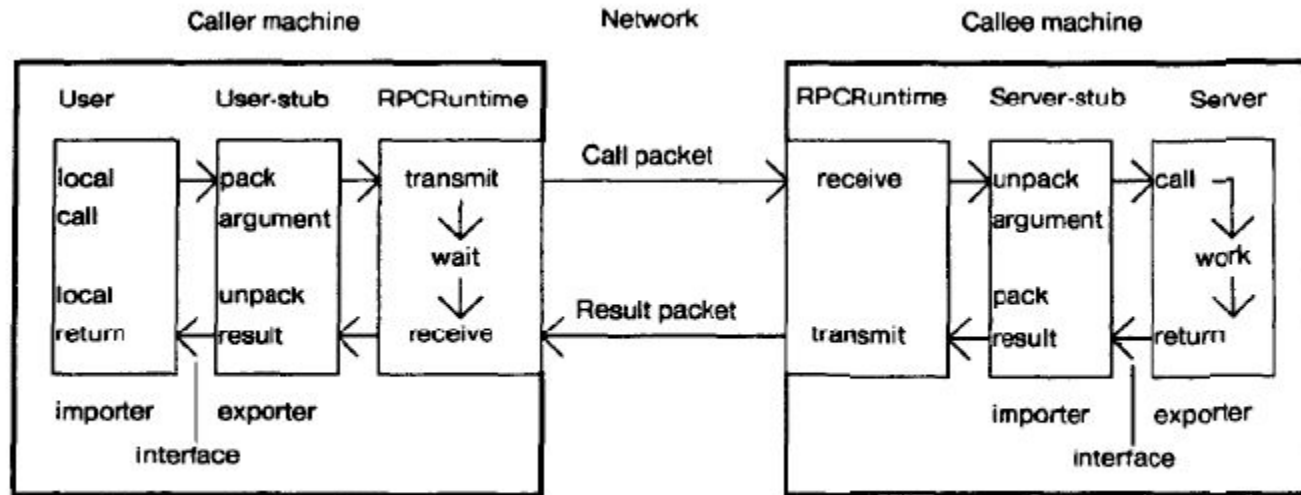 Caller machine
Network
Callee machine
User
User-stub
RPCRuntime
RPCRuntime
Server-stub
Server
local
call
pack
argument
transmit
wait
Call packet
receive
unpack
argument
call
work
local
return
unpack
result
receive
Result packet
transmit
pack
result
return
importer
exporter
interface
importer
exporter
interface